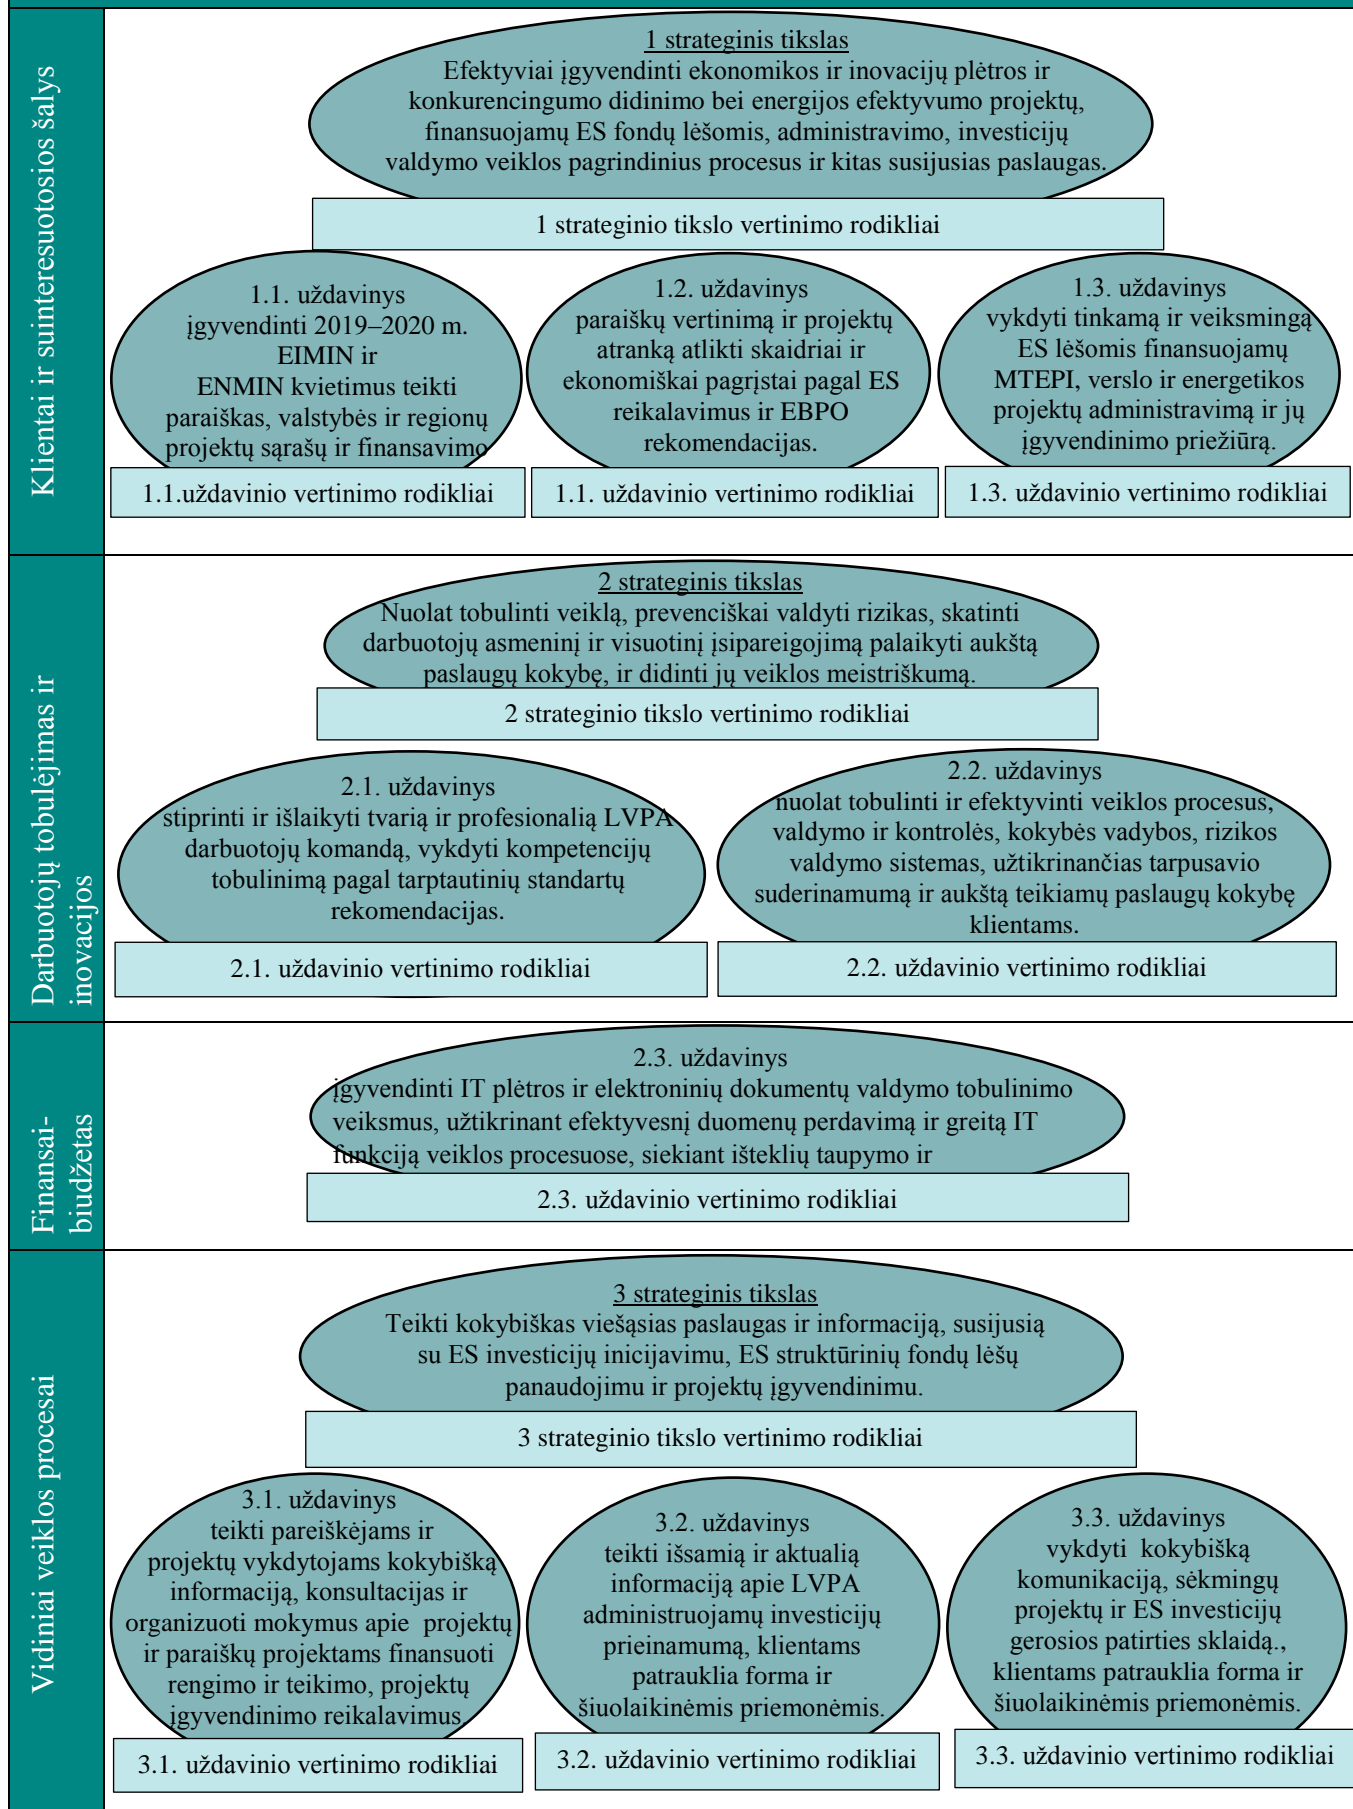 Klientai ir suinteresuotosios šalys
1 strateginis tikslas
Efektyviai įgyvendinti ekonomikos ir inovacijų plėtros ir
konkurencingumo didinimo bei energijos efektyvumo projektų,
finansuojamų ES fondų lėšomis, administravimo, investicijų
valdymo veiklos pagrindinius procesus ir kitas susijusias paslaugas.
1 strateginio tikslo vertinimo rodikliai
1.1. uždavinys
įgyvendinti 2019–2020 m.
EIMIN ir
ENMIN kvietimus teikti
paraiškas, valstybės ir regionų
projektų sąrašų ir finansavimo
1.1.uždavinio vertinimo rodikliai
1.2. uždavinys
paraiškų vertinimą ir projektų
atranką atlikti skaidriai ir
ekonomiškai pagrįstai pagal ES
reikalavimus ir EBPO
rekomendacijas.
1.1. uždavinio vertinimo rodikliai
1.3. uždavinys
vykdyti tinkamą ir veiksmingą
ES lėšomis finansuojamų
MTEPI, verslo ir energetikos
projektų administravimą ir jų
įgyvendinimo priežiūrą.
1.3. uždavinio vertinimo rodikliai
Darbuotojų tobulėjimas ir
inovacijos
2 strateginis tikslas
Nuolat tobulinti veiklą, prevenciškai valdyti rizikas, skatinti
darbuotojų asmeninį ir visuotinį įsipareigojimą palaikyti aukštą
paslaugų kokybę, ir didinti jų veiklos meistriškumą.
2 strateginio tikslo vertinimo rodikliai
2.1. uždavinys
stiprinti ir išlaikyti tvarią ir profesionalią LVPA
darbuotojų komandą, vykdyti kompetencijų
tobulinimą pagal tarptautinių standartų
rekomendacijas.
2.1. uždavinio vertinimo rodikliai
2.2. uždavinys
nuolat tobulinti ir efektyvinti veiklos procesus,
valdymo ir kontrolės, kokybės vadybos, rizikos
valdymo sistemas, užtikrinančias tarpusavio
suderinamumą ir aukštą teikiamų paslaugų kokybę
klientams.
2.2. uždavinio vertinimo rodikliai
Finansai-
biudžetas
2.3. uždavinys
įgyvendinti IT plėtros ir elektroninių dokumentų valdymo tobulinimo
veiksmus, užtikrinant efektyvesnį duomenų perdavimą ir greitą IT
funkciją veiklos procesuose, siekiant išteklių taupymo ir
2.3. uždavinio vertinimo rodikliai
Vidiniai veiklos procesai
3 strateginis tikslas
Teikti kokybiškas viešąsias paslaugas ir informaciją, susijusią
su ES investicijų inicijavimu, ES struktūrinių fondų lėšų
panaudojimu ir projektų įgyvendinimu.
3 strateginio tikslo vertinimo rodikliai
3.1. uždavinys
teikti pareiškėjams ir
projektų vykdytojams kokybišką
informaciją, konsultacijas ir
organizuoti mokymus apie  projektų
ir paraiškų projektams finansuoti
rengimo ir teikimo, projektų
įgyvendinimo reikalavimus
3.1. uždavinio vertinimo rodikliai
3.2. uždavinys
teikti išsamią ir aktualią
informaciją apie LVPA
administruojamų investicijų
prieinamumą, klientams
patrauklia forma ir
šiuolaikinėmis priemonėmis.
3.2. uždavinio vertinimo rodikliai
3.3. uždavinys
vykdyti  kokybišką
komunikaciją, sėkmingų
projektų ir ES investicijų
gerosios patirties sklaidą.,
klientams patrauklia forma ir
šiuolaikinėmis priemonėmis.
3.3. uždavinio vertinimo rodikliai